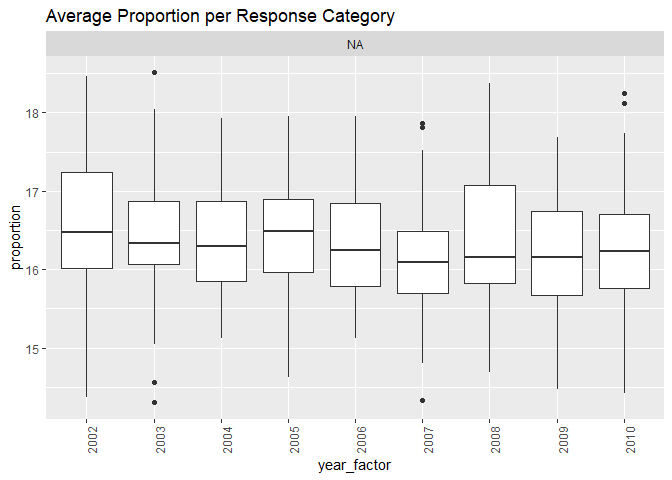 Average Proportion per Response Category
NA
18
17
16
15
proportion
2002 2003 2004 2005 2006 2007 2008 2009 2010
year_factor